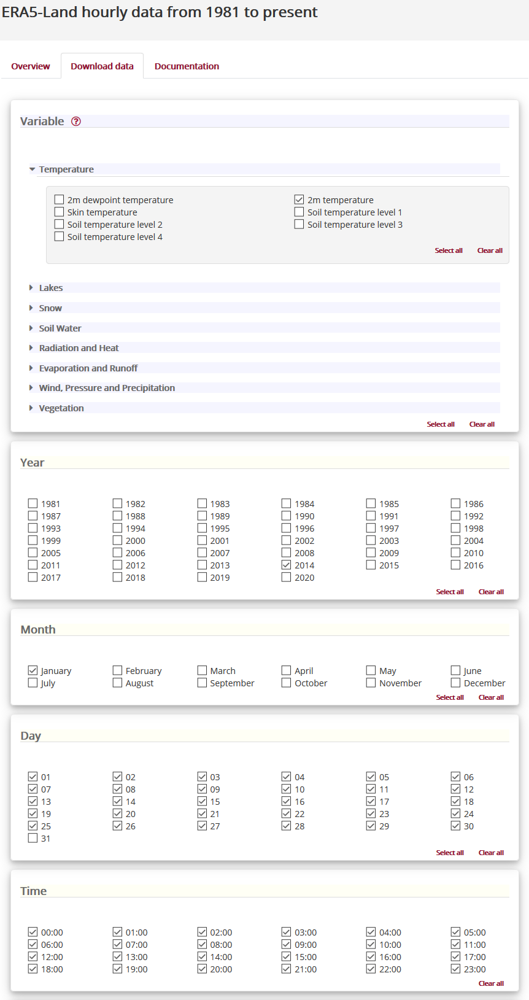 ERA5-Land hourly data from 1981 to present
Overview Download data Documentation
Variable ?
Temperature
2m dewpoint temperature 2m temperature
Skin temperature Soil temperature level 1
Soil temperature level 2 Soil temperature level 3
Soil temperature level 4
Select all Clear all
Lakes
Snow
Soil Water
Radiation and Heat
Evaporation and Runoff
Wind, Pressure and Precipitation
Vegetation
Select all Clear all
Year
1981 1982 1983 1984 1985 1986
1987 1988 1989 1990 1991 1992
1993 1994 1995 1996 1997 1998
1999 2000 2001 2002 2003 2004
2005 2006 2007 2008 2009 2010
2011 2012 2013 2014 2015 2016
2017 2018 2019 2020
Select all Clear all
Month
January February March April May June
July August September October November December
Select all Clear all
Day
01 02 03 04 05 06
07 08 09 10 11 12
13 14 15 16 17 18
19 20 21 22 23 24
25 26 27 28 29 30
31
Select all Clear all
Time
00:00 01:00 02:00 03:00 04:00 05:00
06:00 07:00 08:00 09:00 10:00 11:00
12:00 13:00 14:00 15:00 16:00 17:00
18:00 19:00 20:00 21:00 22:00 23:00
Clear all